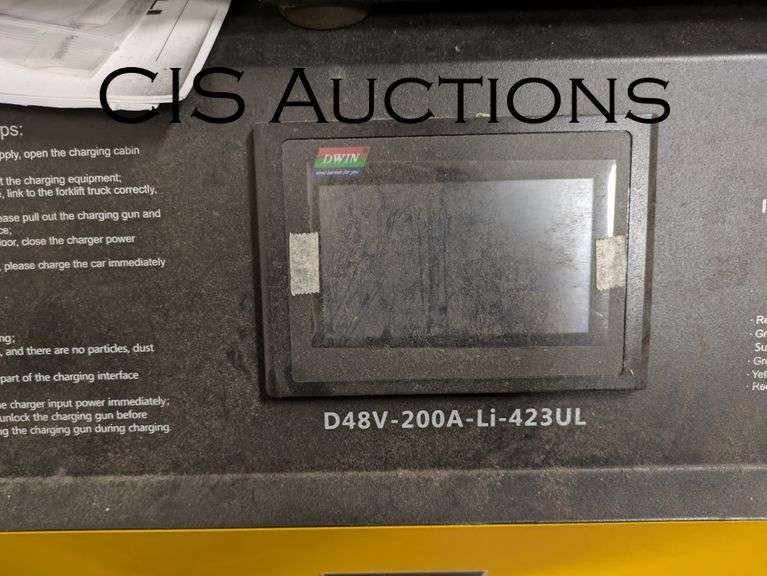 CIS AUCTIONS
ps:
pply, open the charging cabin
t the charging equipment;
, link to the forklift truck correctly.
ease pull out the charging gun and
ce;
oor, close the charger power
, please charge the car immediately
ng;
, and there are no particles, dust
part of the charging interface
he charger input power immediately;
unlock the charging gun before
ng the charging gun during charging.
DWIN
D48V-200A-Li-423UL
· Re
· Gr
Su
· Gre
· Yel
· Red